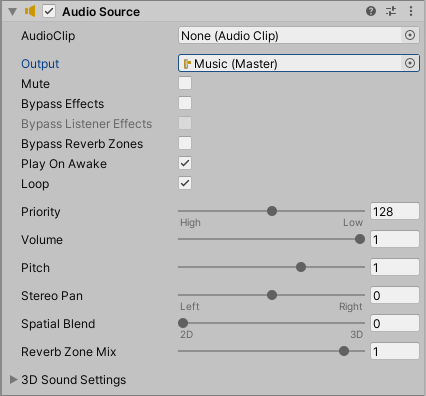 Audio Source
AudioClip None (Audio Clip)
Output Music (Master)
Mute
Bypass Effects
Bypass Listener Effects
Bypass Reverb Zones
Play On Awake
Loop
Priority 128
High Low
Volume 1
Pitch 1
Stereo Pan 0
Left Right
Spatial Blend 0
2D 3D
Reverb Zone Mix 1
3D Sound Settings